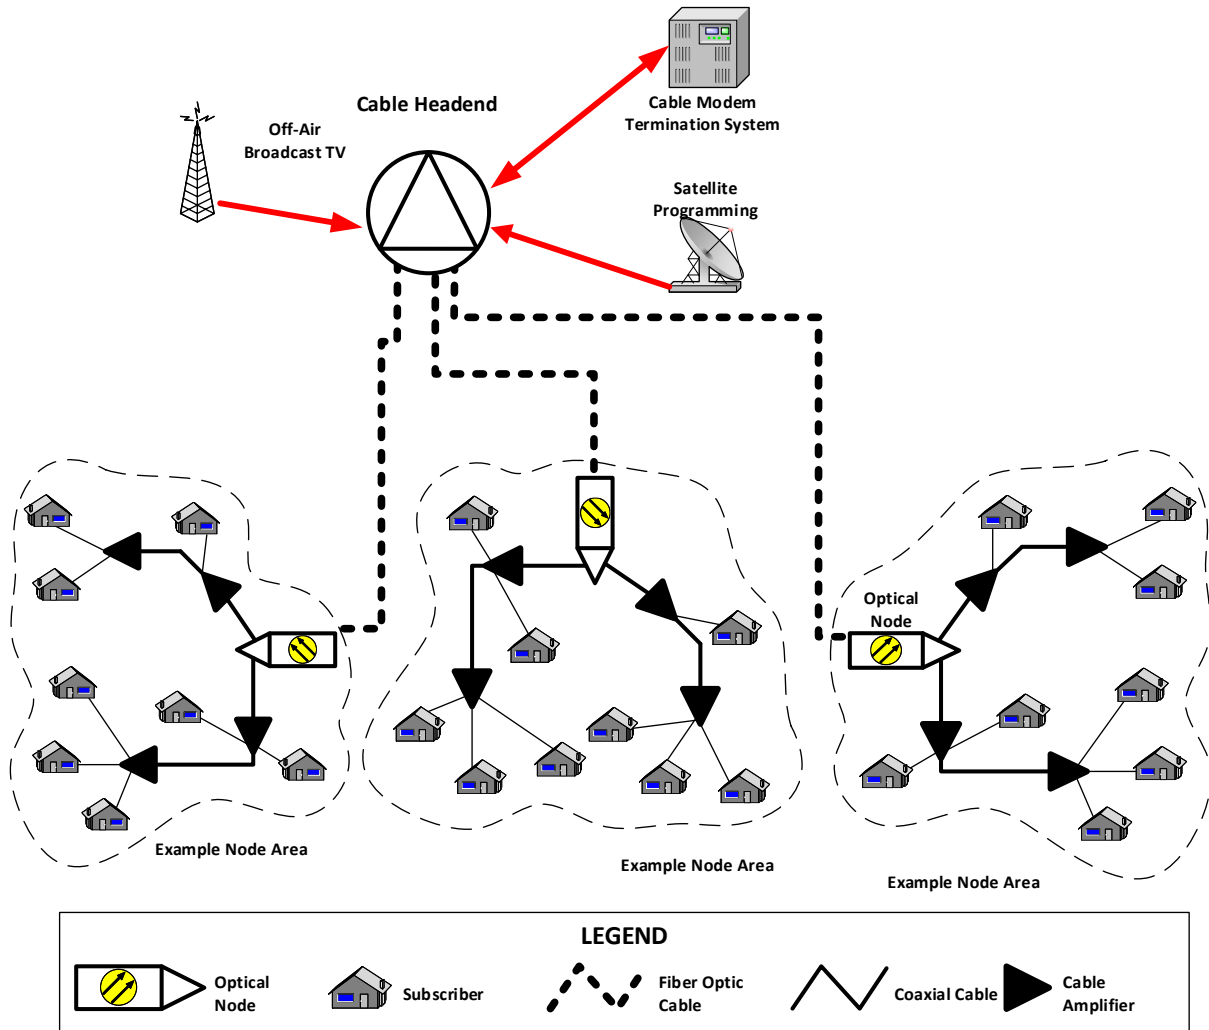 Cable Headend
Cable Modem
Termination System
Off-Air
Broadcast TV
Satellite
Programming
Optical
Node
Example Node Area
Example Node Area
Example Node Area
LEGEND
Optical
Node
Subscriber
Fiber Optic
Cable
Coaxial Cable
Cable
Amplifier